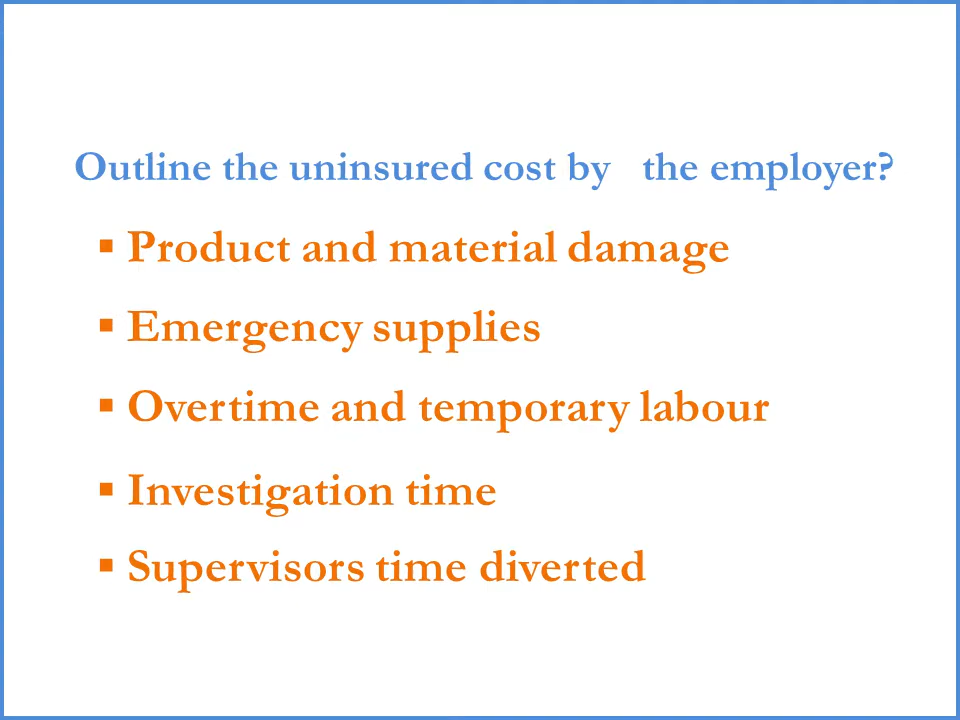 Outline the uninsured cost by   the employer?
▪ Product and material damage
▪ Emergency supplies
▪ Overtime and temporary labour
▪ Investigation time
▪ Supervisors time diverted